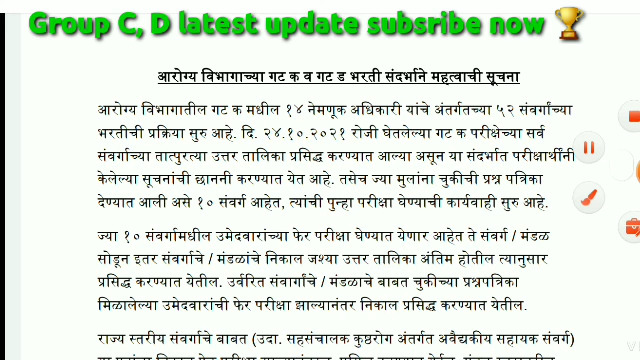 Group C, D latest update subsribe now 🏆
आरोग्य विभागाच्या गट क व गट ड भरती संदर्भाने महत्वाची सूचना
आरोग्य विभागातील गट क मधील १४ नेमणूक अधिकारी यांचे अंतर्गतच्या ५२ संवर्गांच्या
भरतीची प्रक्रिया सुरु आहे. दि. २४.१०.२०२१ रोजी घेतलेल्या गट क परीक्षेच्या सर्व
संवर्गाच्या तात्पुरत्या उत्तर तालिका प्रसिद्ध करण्यात आल्या असून या संदर्भात परीक्षार्थींनी
केलेल्या सूचनांची छाननी करण्यात येत आहे. तसेच ज्या मुलांना चुकीची प्रश्न पत्रिका
देण्यात आली असे १० संवर्ग आहेत, त्यांची पुन्हा परीक्षा घेण्याची कार्यवाही सुरु आहे.
ज्या १० संवर्गामधील उमेदवारांच्या फेर परीक्षा घेण्यात येणार आहेत ते संवर्ग / मंडळ
सोडून इतर संवर्गाचे / मंडळांचे निकाल जश्या उत्तर तालिका अंतिम होतील त्यानुसार
प्रसिद्ध करण्यात येतील. उर्वरित संवार्गांचे / मंडळाचे बाबत चुकीच्या प्रश्नपत्रिका
मिळालेल्या उमेदवारांची फेर परीक्षा झाल्यानंतर निकाल प्रसिद्ध करण्यात येतील.
राज्य स्तरीय संवर्गाचे बाबत (उदा. सहसंचालक कुष्ठरोग अंतर्गत अवैद्यकीय सहायक संवर्ग)